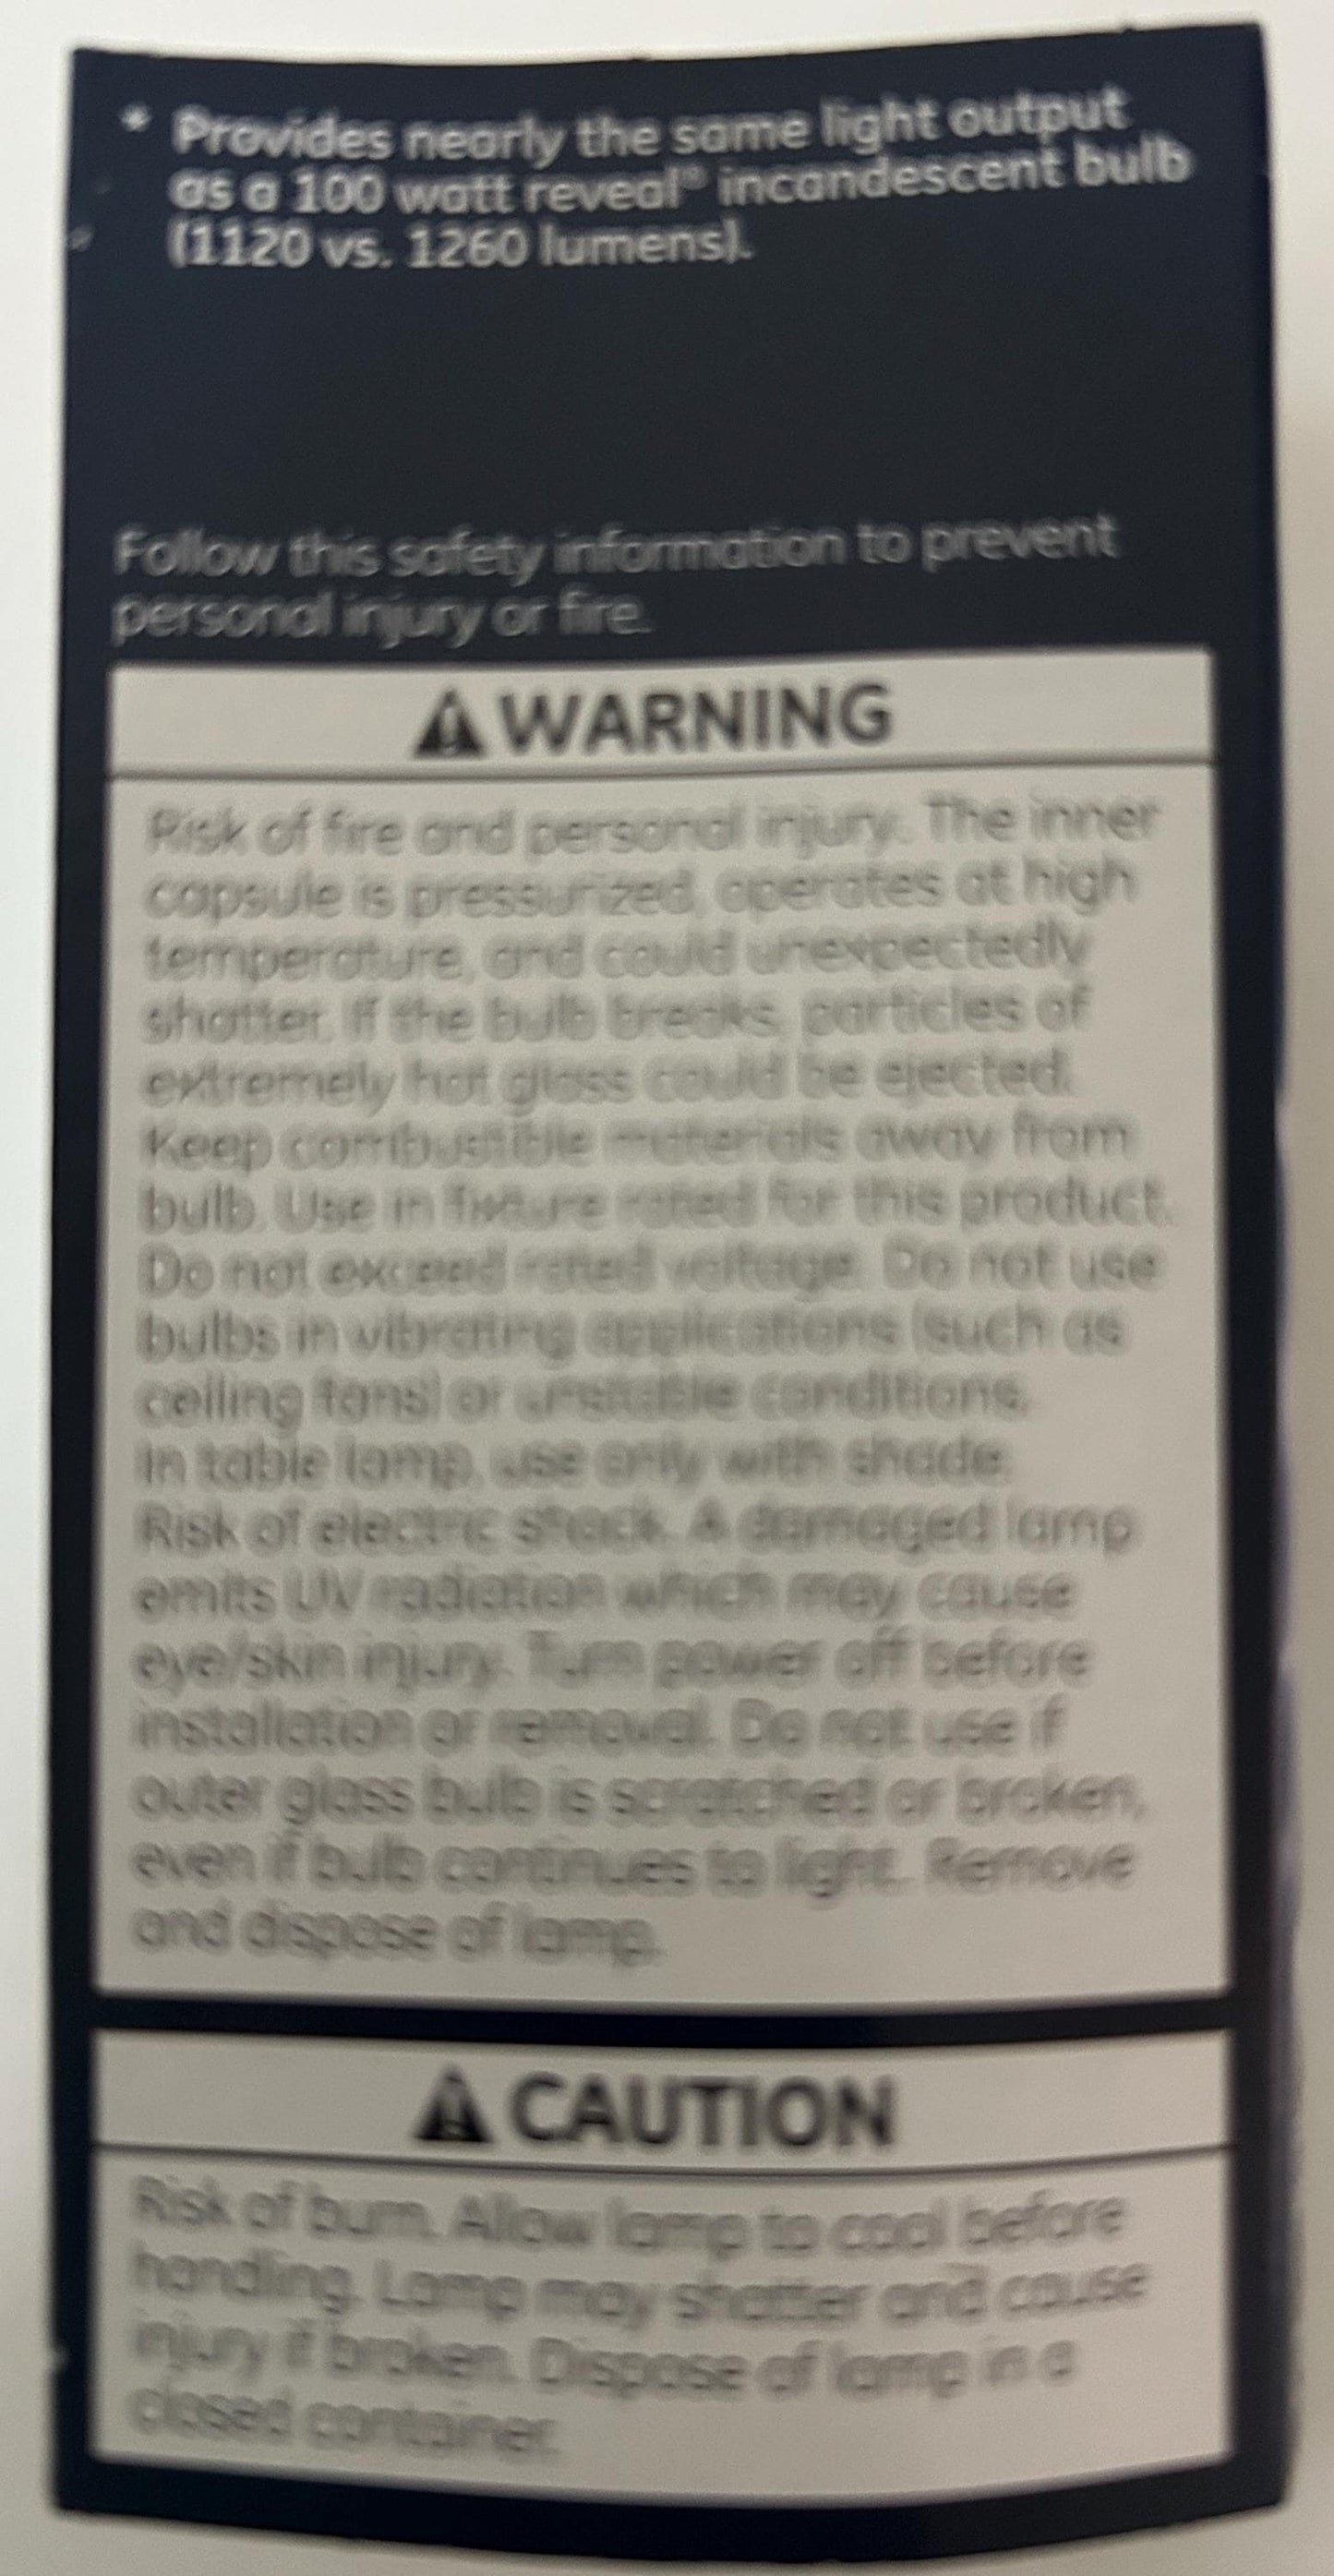 * Provides nearly the same light output
as a 100 watt reveal® incandescent bulb
(1120 vs. 1260 lumens).
Follow this safety information to prevent
personal injury or fire.
WARNING
Risk of fire and personal injury. The inner
capsule is pressurized, operates at high
temperature, and could unexpectedly
shatter. If the bulb breaks, particles of
extremely hot glass could be ejected.
Keep combustible materials away from
bulb. Use in fixture rated for this product.
Do not exceed rated voltage. Do not use
bulbs in vibrating applications (such as
ceiling fans) or unstable conditions.
In table lamp, use only with shade.
Risk of electric shock. A damaged lamp
emits UV radiation which may cause
eye/skin injury. Turn power off before
installation or removal. Do not use if
outer glass bulb is scratched or broken,
even if bulb continues to light. Remove
and dispose of lamp.
CAUTION
Risk of burn. Allow lamp to cool before
handling. Lamp may shatter and cause
injury if broken. Dispose of lamp in a
closed container.